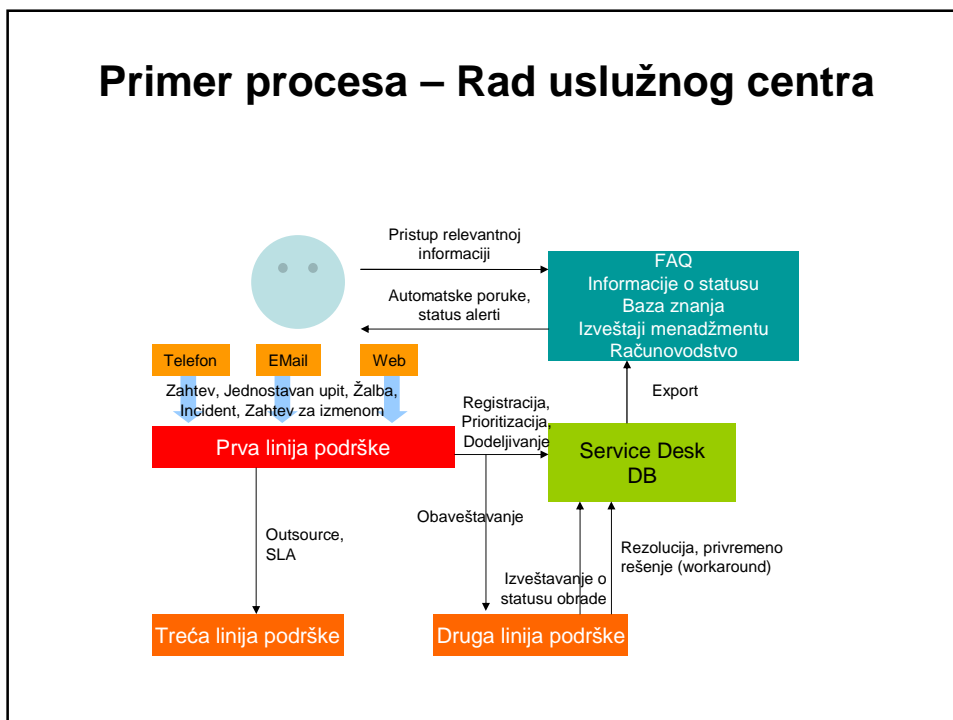 Primer procesa – Rad uslužnog centra
Pristup relevantnoj
informaciji
Automatske poruke,
status alerti
FAQ
Informacije o statusu
Baza znanja
Izveštaji menadžmentu
Računovodstvo
Telefon
EMail
Web
Zahtev, Jednostavan upit, Žalba,
Incident, Zahtev za izmenom
Export
Registracija,
Prioritizacija,
Dodeljivanje
Prva linija podrške
Service Desk
DB
Obaveštavanje
Outsource,
SLA
Rezolucija, privremeno
rešenje (workaround)
Izveštavanje o
statusu obrade
Treća linija podrške
Druga linija podrške